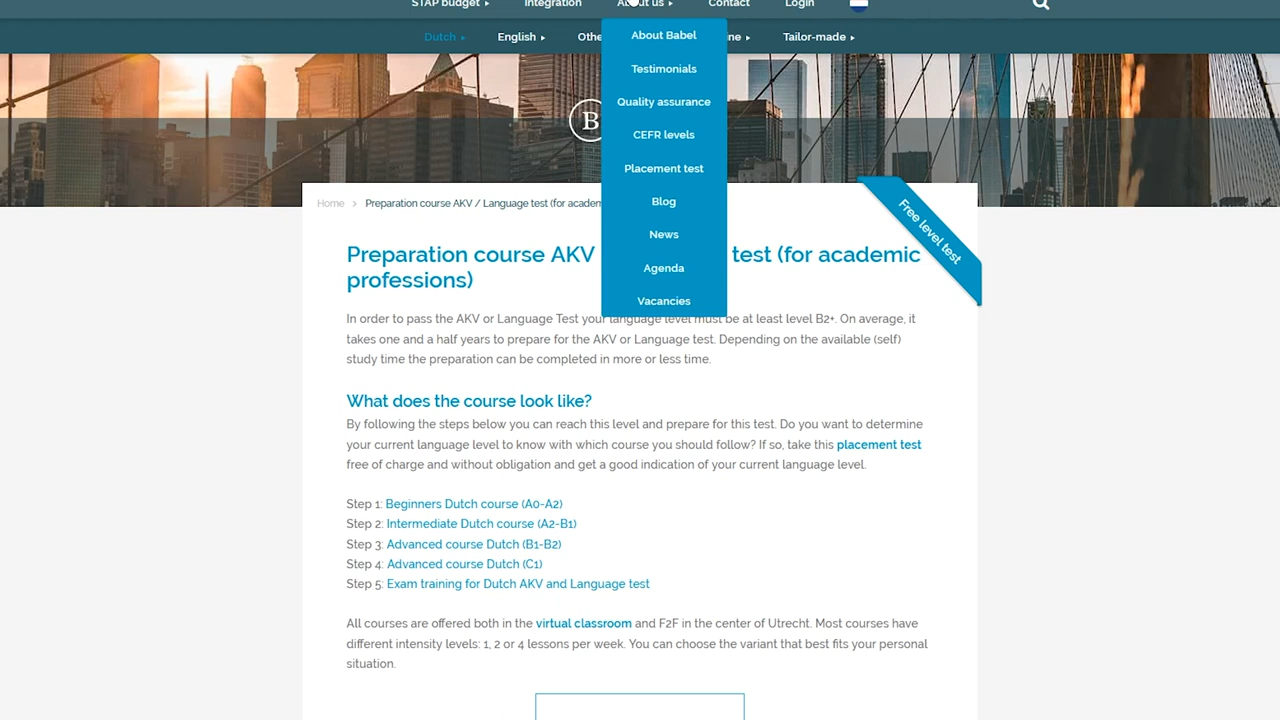 STAP budget
Integration
About us
Contact
Login
Dutch
English
Tailor-made
About Babel
Testimonials
Quality assurance
CEFR levels
Placement test
Blog
News
Agenda
Vacancies
B
Home > Preparation course AKV / Language test (for
Free level test
Preparation course AKV test (for academic
professions)
In order to pass the AKV or Language Test your language level must be at least level B2+. On average, it
takes one and a half years to prepare for the AKV or Language test. Depending on the available (self)
study time the preparation can be completed in more or less time.
What does the course look like?
By following the steps below you can reach this level and prepare for this test. Do you want to determine
your current language level to know with which course you should follow? If so, take this placement test
free of charge and without obligation and get a good indication of your current language level.
Step 1: Beginners Dutch course (A0-A2)
Step 2: Intermediate Dutch course (A2-B1)
Step 3: Advanced course Dutch (B1-B2)
Step 4: Advanced course Dutch (C1)
Step 5: Exam training for Dutch AKV and Language test
All courses are offered both in the virtual classroom and F2F in the center of Utrecht. Most courses have
different intensity levels: 1, 2 or 4 lessons per week. You can choose the variant that best fits your personal
situation.